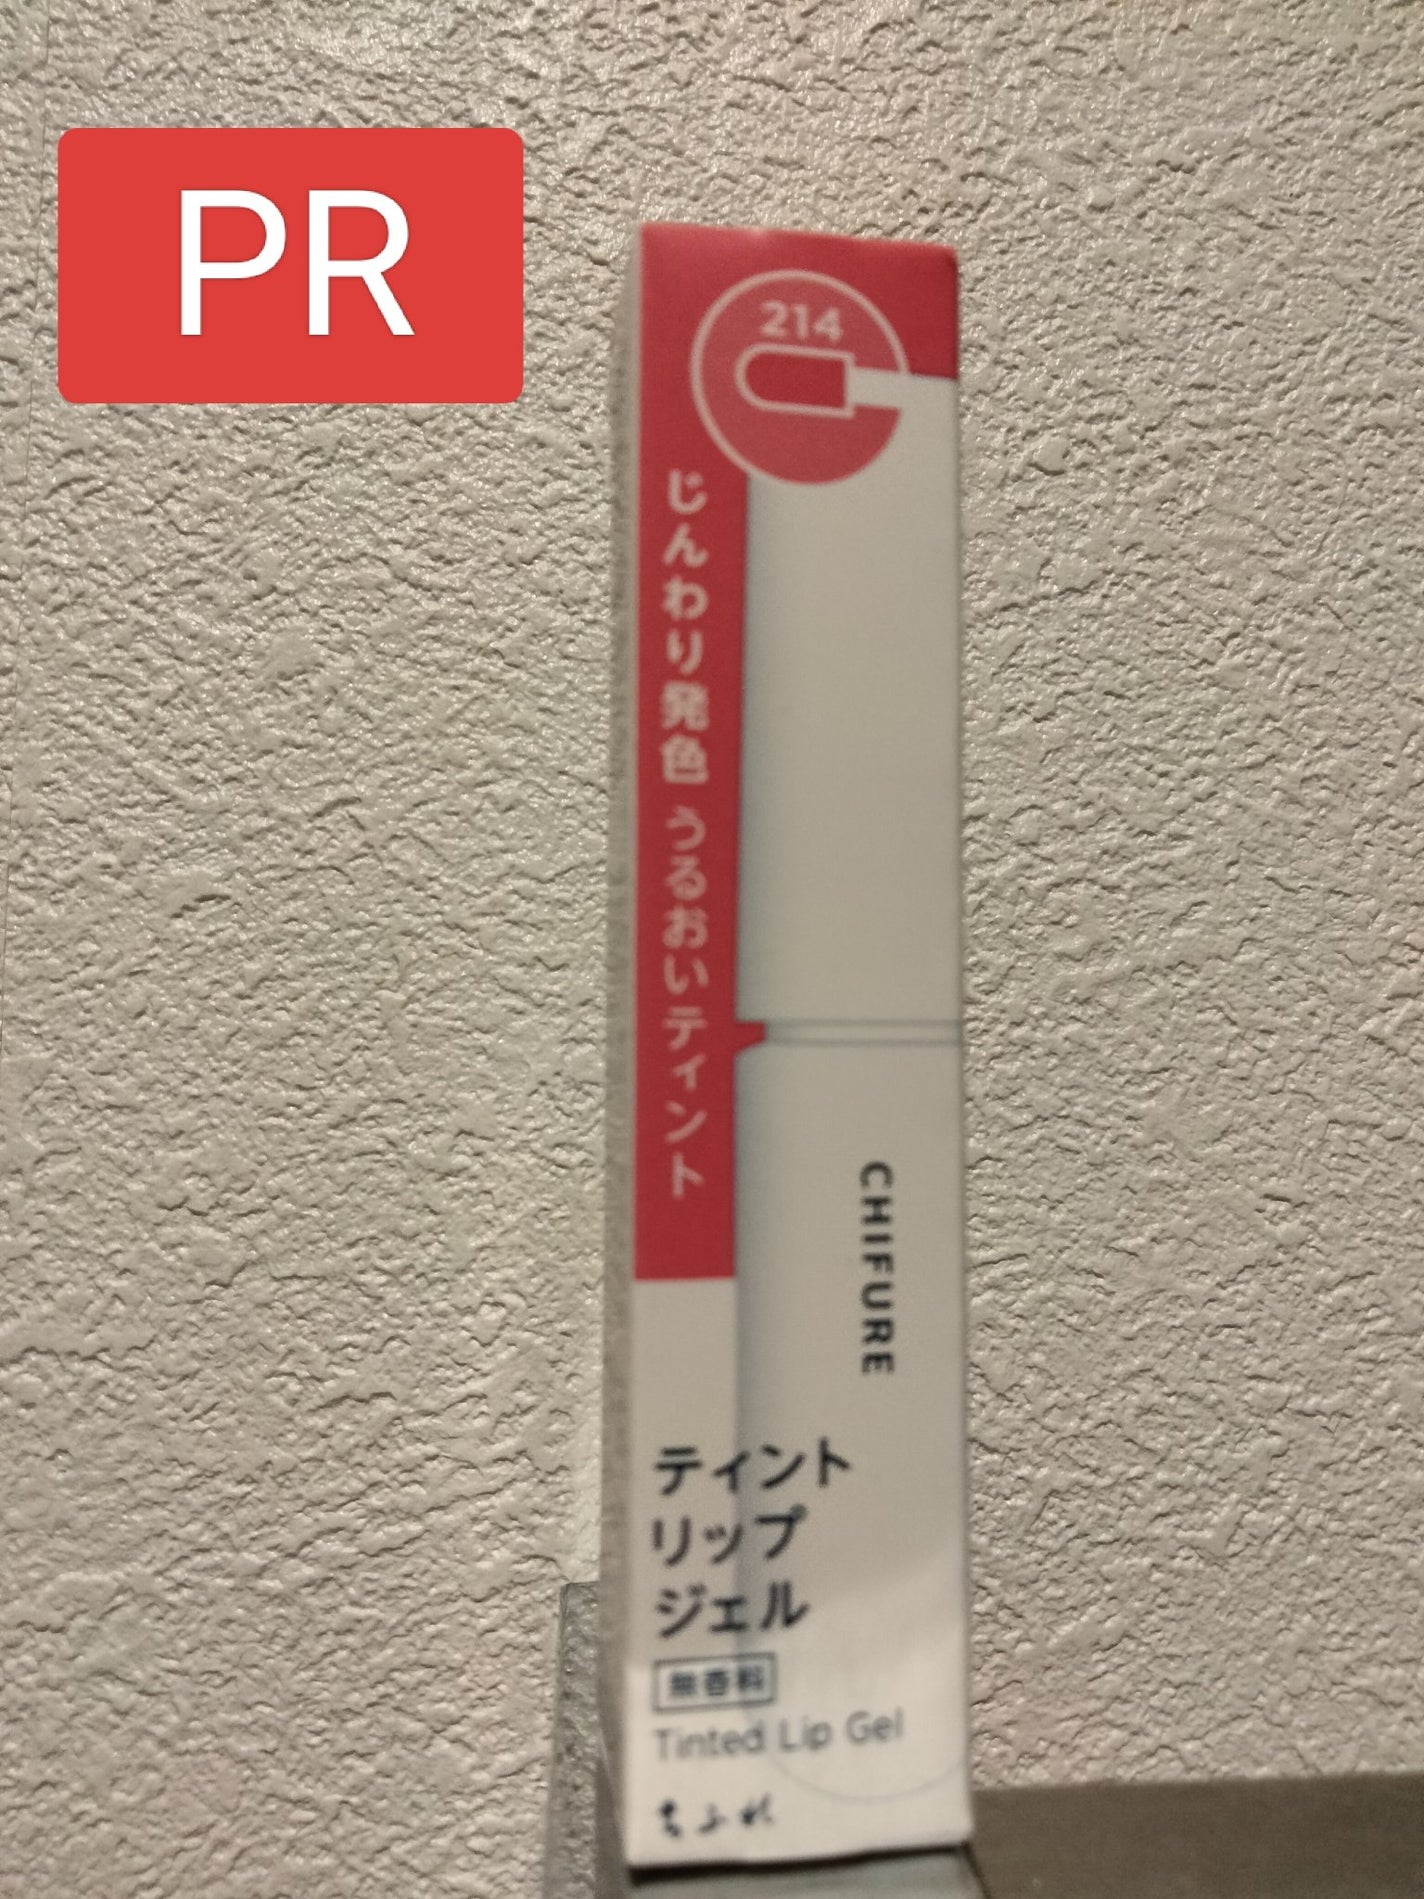 PR
214
じんわり発色 うるおいティント
CHIFURE
ティント
リップ
ジェル
無香料
Tinted Lip Gel
ちふれ